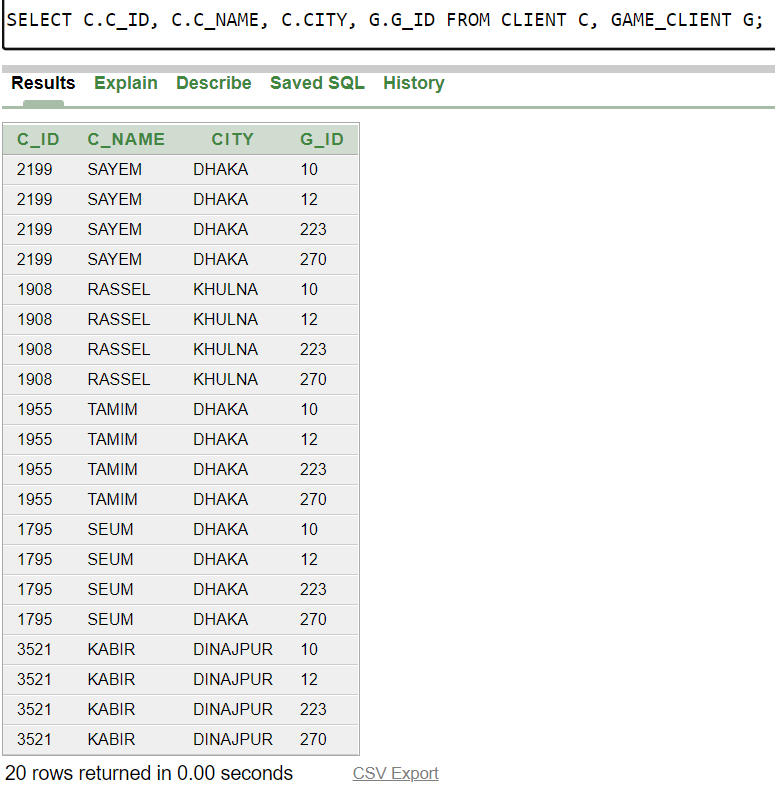 SELECT C.C_ID, C.C_NAME, C.CITY, G.G_ID FROM CLIENT C, GAME_CLIENT G;
Results Explain Describe Saved SQL History
C_ID C_NAME CITY G_ID
2199 SAYEM DHAKA 10
2199 SAYEM DHAKA 12
2199 SAYEM DHAKA 223
2199 SAYEM DHAKA 270
1908 RASSEL KHULNA 10
1908 RASSEL KHULNA 12
1908 RASSEL KHULNA 223
1908 RASSEL KHULNA 270
1955 TAMIM DHAKA 10
1955 TAMIM DHAKA 12
1955 TAMIM DHAKA 223
1955 TAMIM DHAKA 270
1795 SEUM DHAKA 10
1795 SEUM DHAKA 12
1795 SEUM DHAKA 223
1795 SEUM DHAKA 270
3521 KABIR DINAJPUR 10
3521 KABIR DINAJPUR 12
3521 KABIR DINAJPUR 223
3521 KABIR DINAJPUR 270
20 rows returned in 0.00 seconds CSV Export